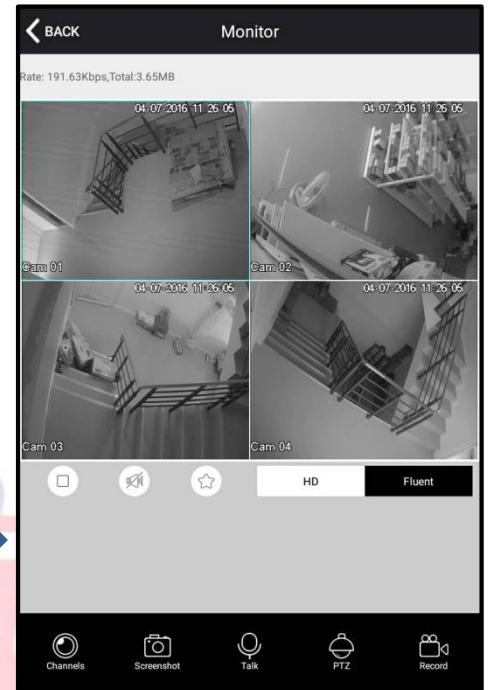 BACK
Monitor
Rate: 191.63Kbps,Total:3.65MB
04-07-2016 11:26:05
04-07-2016 11:26:05
Cam 01
Cam 02
04-07-2016 11:26:05
04-07-2016 11:26:05
Cam 03
Cam 04
HD
Fluent
Channels
Screenshot
Talk
PTZ
Record